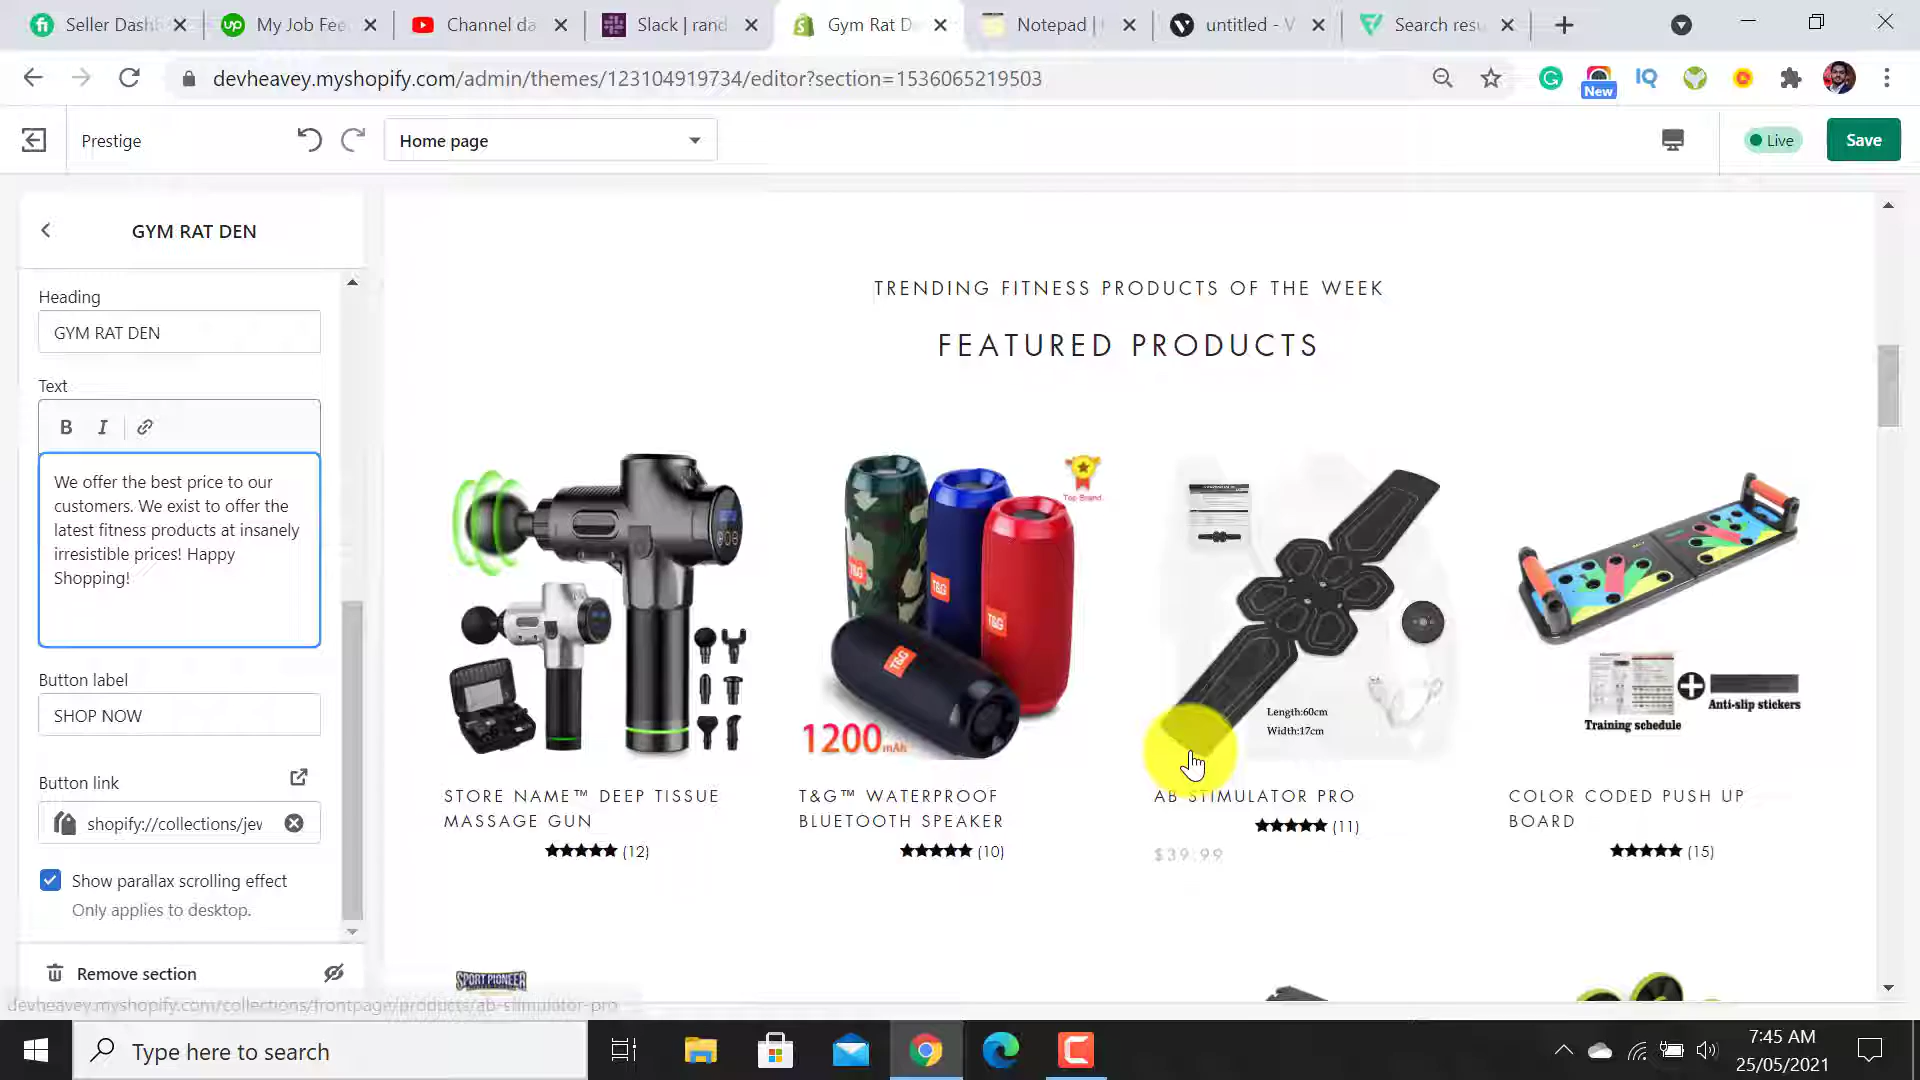 Seller Dashb
My Job Fee
Channel da
Slack | rand
Gym Rat D
Notepad |
untitled - V
Search resu
devheavey.myshopify.com/admin/themes/123104919734/editor?section=1536065219503
New
Prestige
Home page
Live
Save
GYM RAT DEN
Heading
GYM RAT DEN
Text
B I
We offer the best price to our
customers. We exist to offer the
latest fitness products at insanely
irresistible prices! Happy
Shopping!
Button label
SHOP NOW
Button link
shopify://collections/jew
Show parallax scrolling effect
Only applies to desktop.
Remove section
TRENDING FITNESS PRODUCTS OF THE WEEK
FEATURED PRODUCTS
STORE NAME™ DEEP TISSUE
MASSAGE GUN
(12)
Top Brand
T&G
T&G
T&G
T&G
1200mAh
T&G™ WATERPROOF
BLUETOOTH SPEAKER
(10)
Length:60cm
Width:17cm
AB STIMULATOR PRO
(11)
$39.99
Anti-slip stickers
Training schedule
COLOR CODED PUSH UP
BOARD
(15)
SPORT PIONEER
devheavey.myshopify.com/collections/frontpage/products/ab-stimulator-pro
Type here to search
7:45 AM
25/05/2021